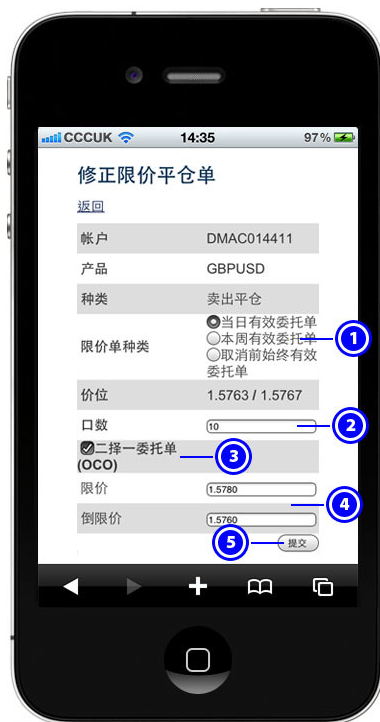 CCCUK 14:35 97%
修正限价平仓单
返回
帐户 DMAC014411
产品 GBPUSD
种类 卖出平仓
限价单种类 当日有效委托单
本周有效委托单 1
取消前始终有效
委托单
价位 1.5763 / 1.5767
口数 10 2
二择一委托单 3
(OCO)
限价 1.5780
4
倒限价 1.5760
5 提交